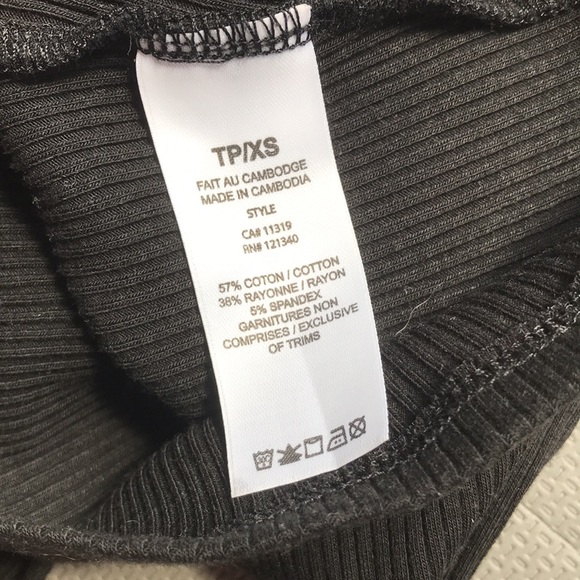 TP/XS
FAIT AU CAMBODGE
MADE IN CAMBODIA
STYLE
CA# 11319
RN# 121340
57% COTON / COTTON
38% RAYONNE / RAYON
5% SPANDEX
GARNITURES NON
COMPRISES / EXCLUSIVE
OF TRIMS